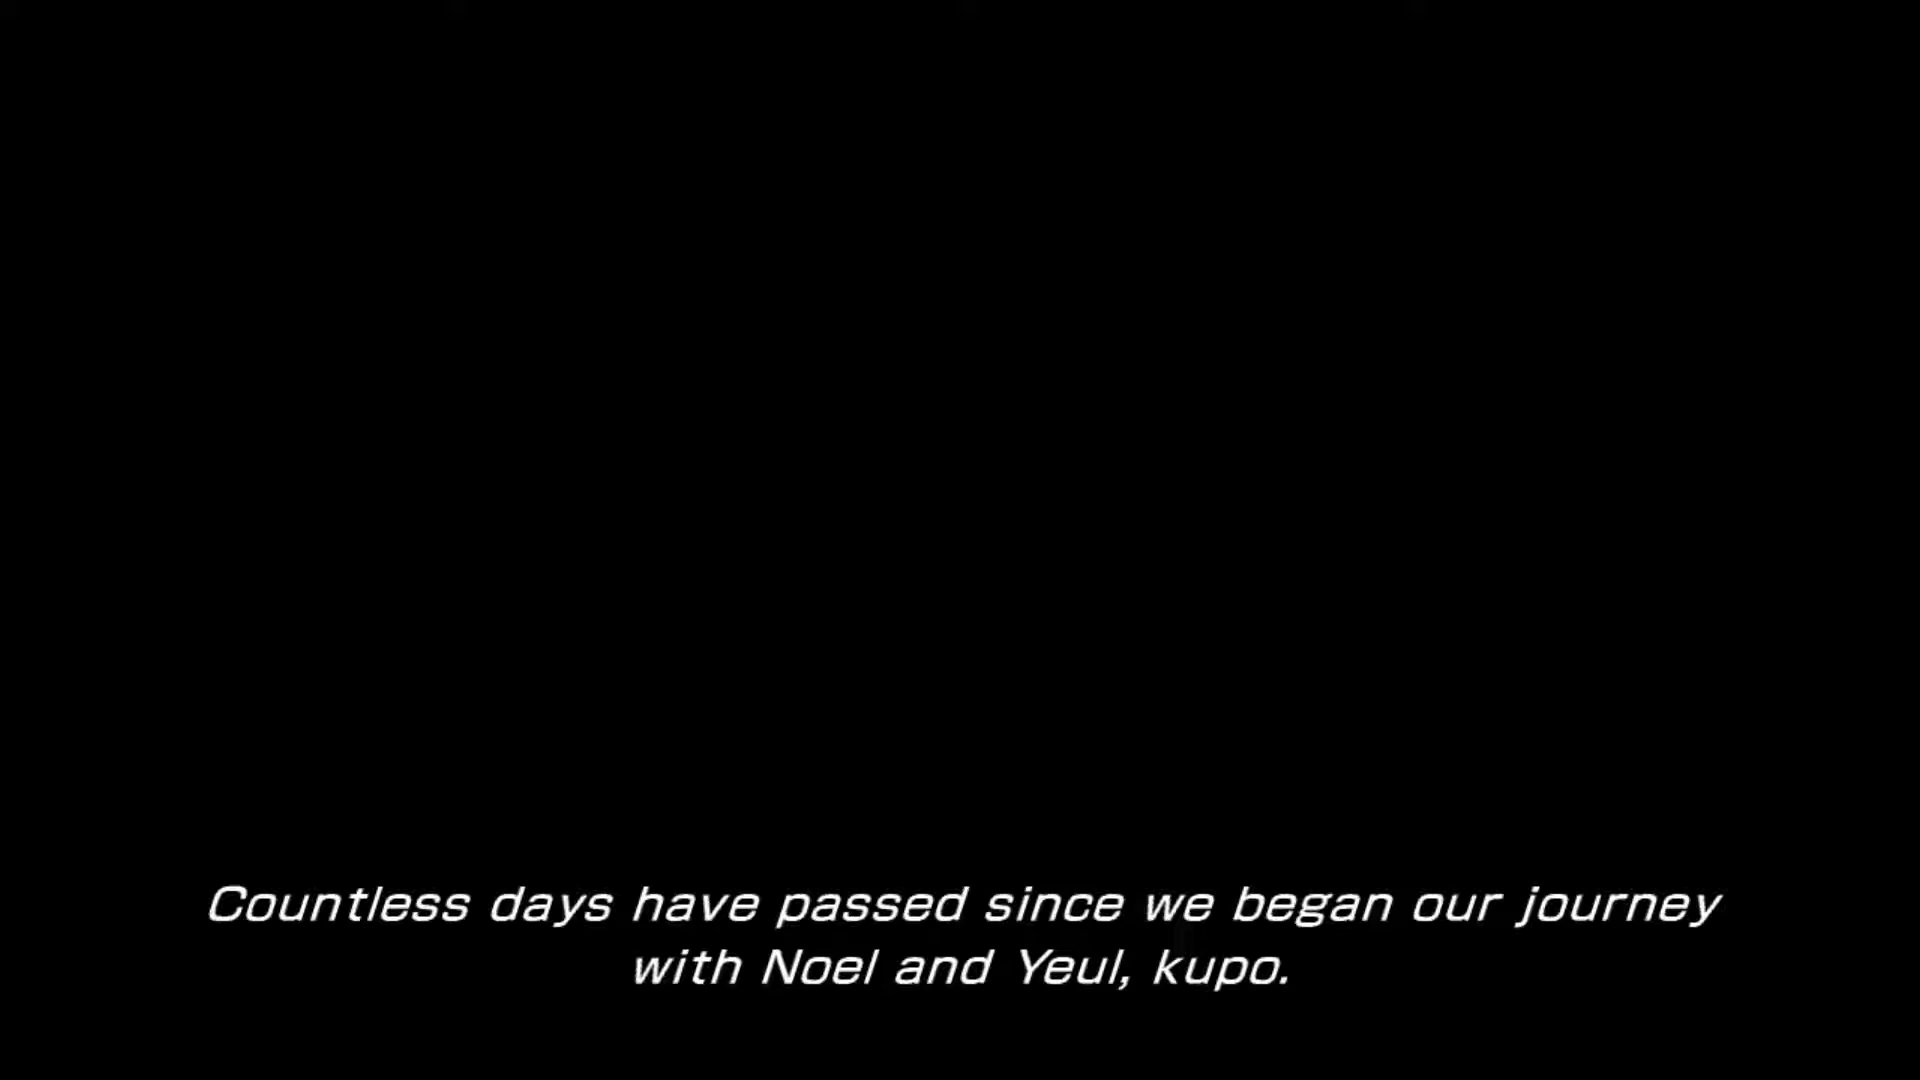 Countless days have passed since we began our journey
with Noel and Yeul, kupo.